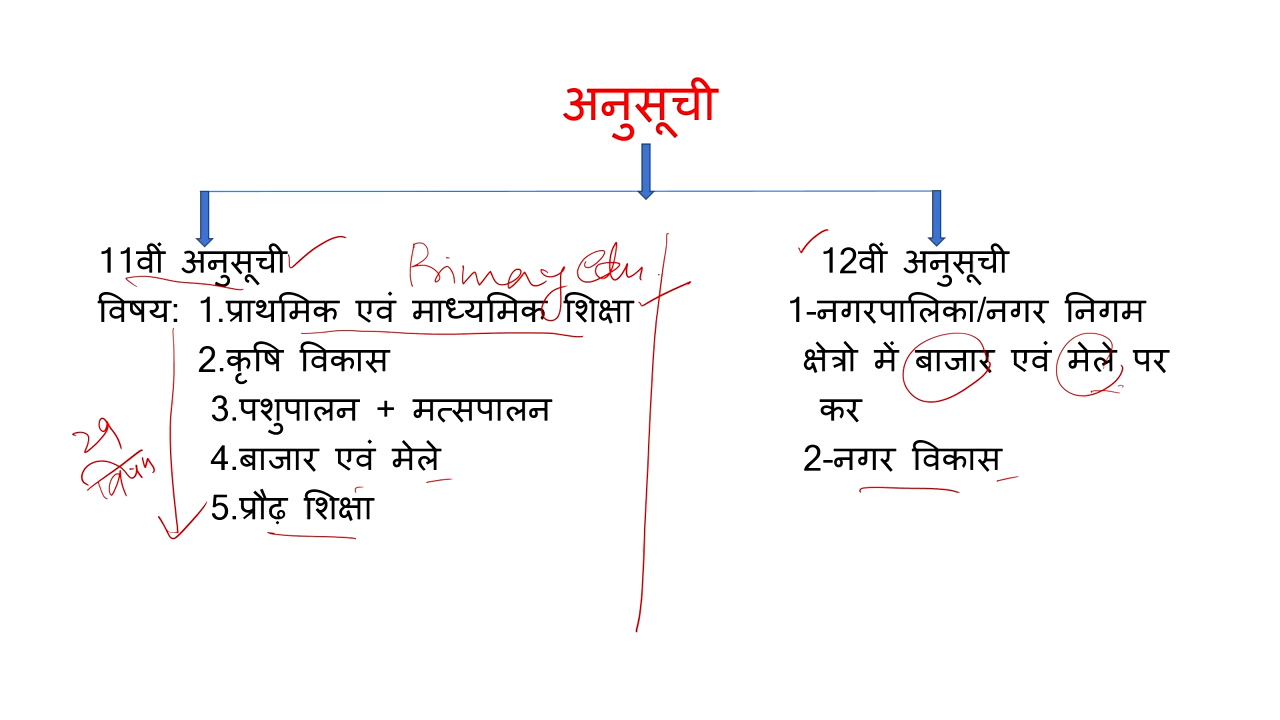 अनुसूची
11वीं अनुसूची
Primary edu.
विषय: 1.प्राथमिक एवं माध्यमिक शिक्षा
2.कृषि विकास
3.पशुपालन + मत्सपालन
4.बाजार एवं मेले
5.प्रौढ़ शिक्षा
29
विषय
12वीं अनुसूची
1-नगरपालिका/नगर निगम
क्षेत्रो में बाजार एवं मेले पर
कर
2-नगर विकास